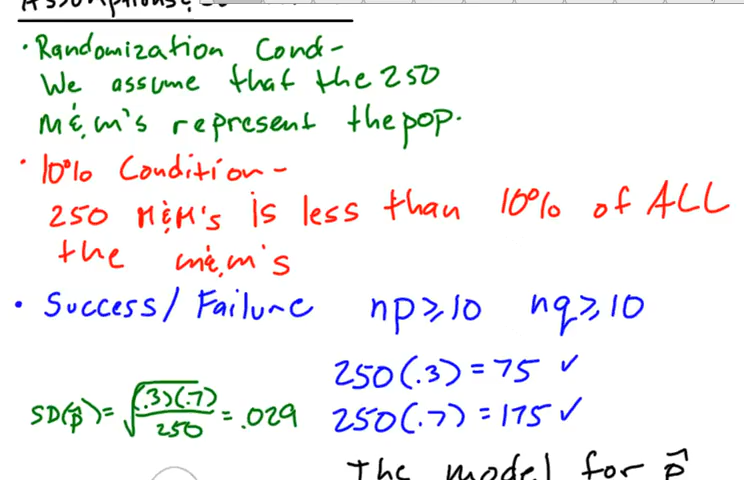 Assumptions:
• Randomization Cond-
We assume that the 250
M&M's represent the pop.
• 10% Condition -
250 M&M's is less than 10% of ALL
the m&m's
• Success/Failure np≥10 nq≥10
250(.3)=75 ✓
SD(p̂)=√((.3)(.7)/250)=.029
250(.7)=175 ✓
The model for p̂